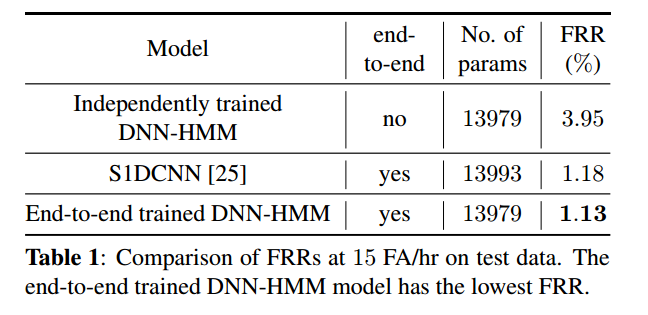 Model end-to-end No. of params FRR (%)
Independently trained DNN-HMM no 13979 3.95
S1DCNN [25] yes 13993 1.18
End-to-end trained DNN-HMM yes 13979 1.13
Table 1: Comparison of FRRs at 15 FA/hr on test data. The
end-to-end trained DNN-HMM model has the lowest FRR.